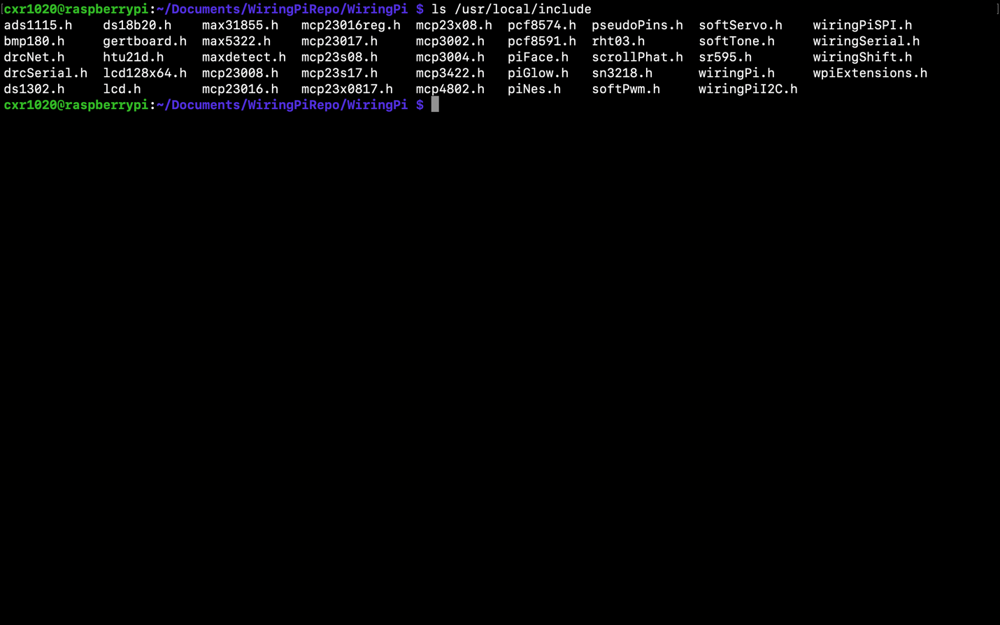 cxr1020@raspberrypi:~/Documents/WiringPiRepo/WiringPi $ ls /usr/local/include
ads1115.h    ds18b20.h    max31855.h   mcp23016reg.h  mcp23x08.h  pcf8574.h  pseudoPins.h  softServo.h    wiringPiSPI.h
bmp180.h     gertboard.h  max5322.h    mcp23017.h     mcp3002.h   pcf8591.h  rht03.h       softTone.h     wiringSerial.h
drcNet.h     htu21d.h     maxdetect.h  mcp23s08.h     mcp3004.h   piFace.h   scrollPhat.h  sr595.h        wiringShift.h
drcSerial.h  lcd128x64.h  mcp23008.h   mcp23s17.h     mcp3422.h   piGlow.h   sn3218.h      wiringPi.h     wpiExtensions.h
ds1302.h     lcd.h        mcp23016.h   mcp23x0817.h   mcp4802.h   piNes.h    softPwm.h     wiringPiI2C.h
cxr1020@raspberrypi:~/Documents/WiringPiRepo/WiringPi $